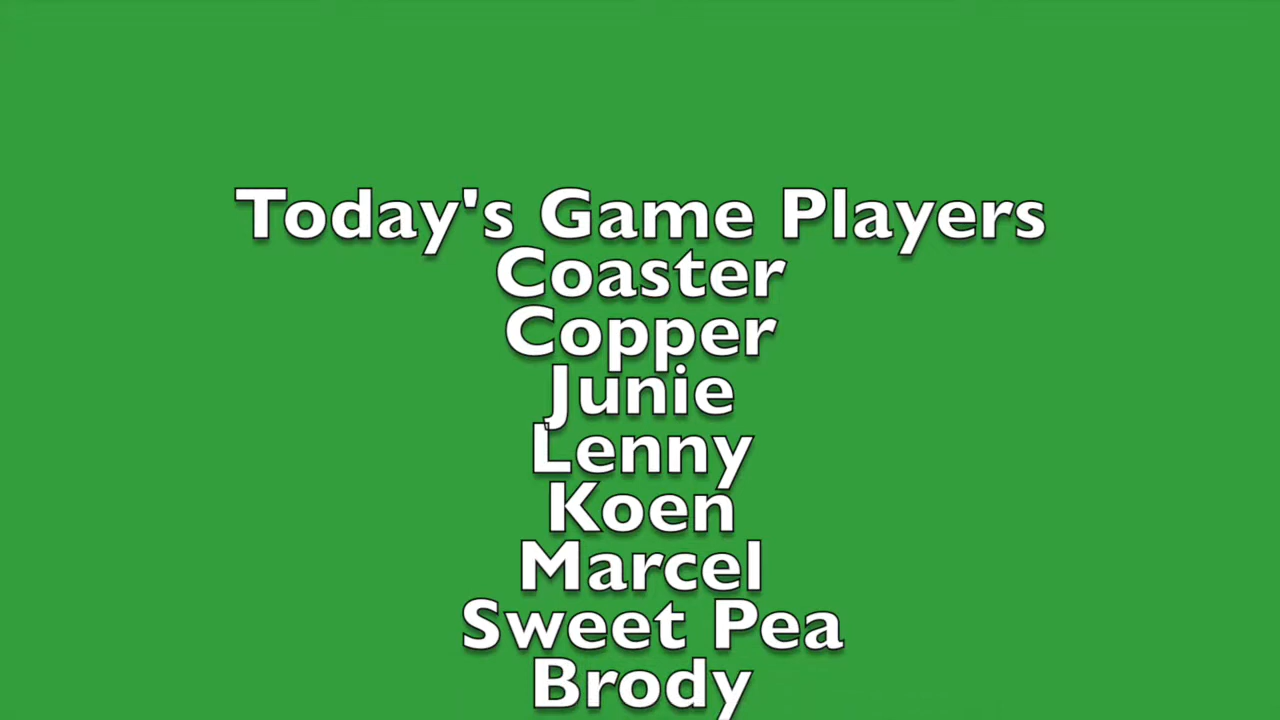 Today's Game Players
Coaster
Copper
Junie
Lenny
Koen
Marcel
Sweet Pea
Brody